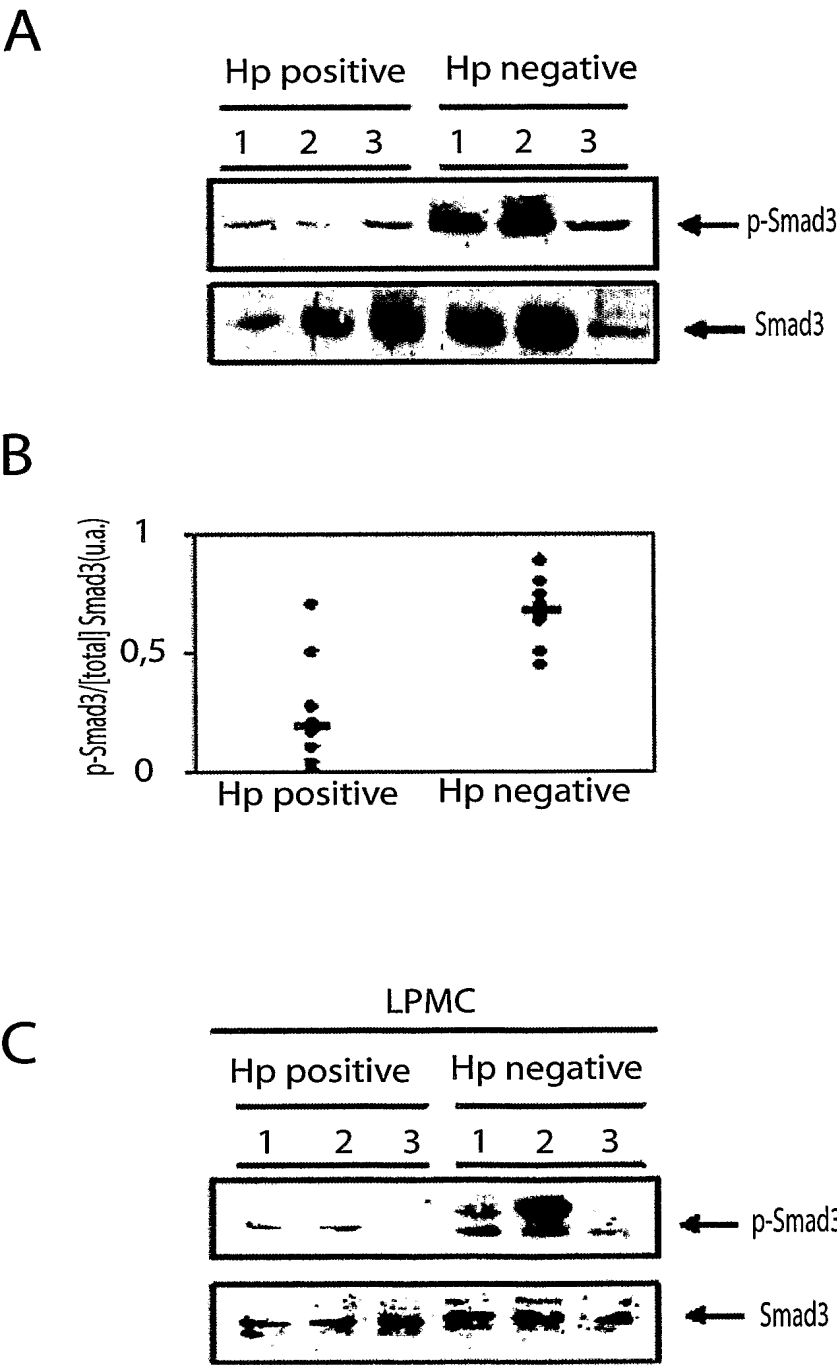 A
Hp positive Hp negative
1 2 3 1 2 3
p-Smad3
Smad3
B
p-Smad3/[total] Smad3(u.a.)
1
0,5
0
Hp positive Hp negative
LPMC
C
Hp positive Hp negative
1 2 3 1 2 3
p-Smad3
Smad3